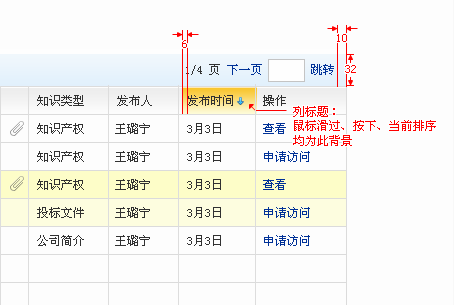 6
10
1/4 页 下一页 跳转
32
知识类型 发布人 发布时间 操作
列标题：
鼠标滑过、按下、当前排序
均为此背景
知识产权 王璐宁 3月3日 查看
知识产权 王璐宁 3月3日 申请访问
知识产权 王璐宁 3月3日 查看
投标文件 王璐宁 3月3日 申请访问
公司简介 王璐宁 3月3日 申请访问